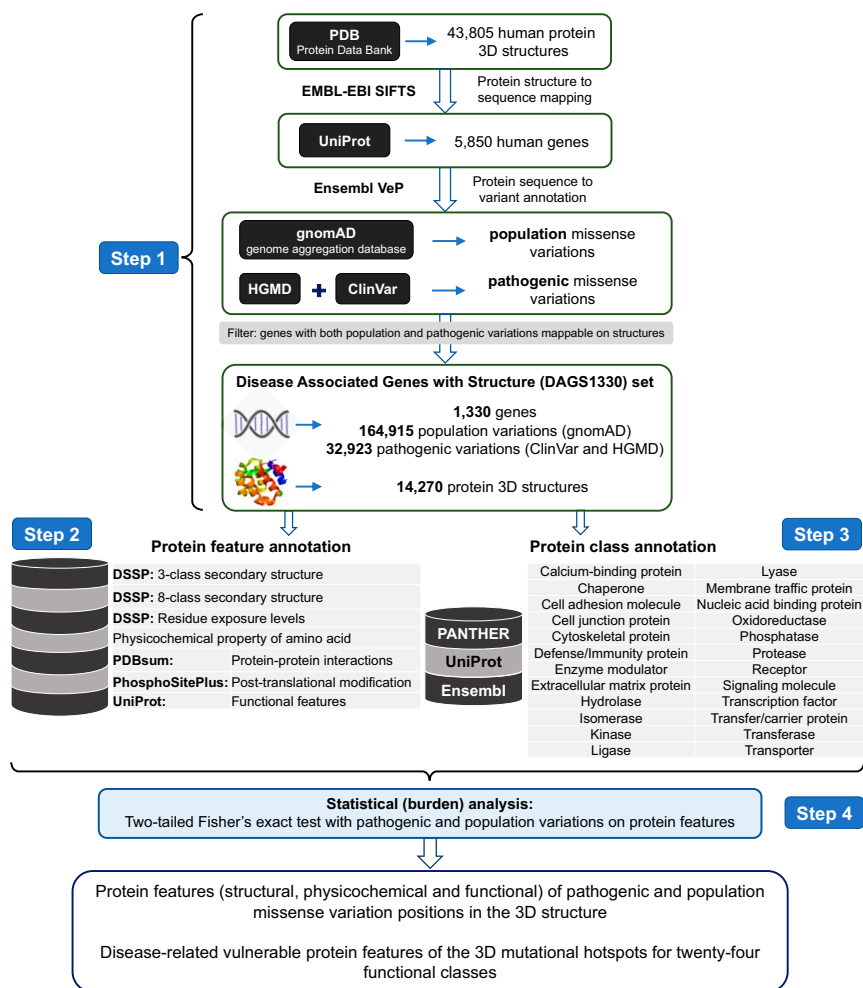 PDB
Protein Data Bank
43,805 human protein
3D structures
EMBL-EBI SIFTS
Protein structure to
sequence mapping
UniProt
5,850 human genes
Ensembl VeP
Protein sequence to
variant annotation
Step 1
gnomAD
genome aggregation database
population missense
variations
HGMD + ClinVar
pathogenic missense
variations
Filter: genes with both population and pathogenic variations mappable on structures
Disease Associated Genes with Structure (DAGS1330) set
1,330 genes
164,915 population variations (gnomAD)
32,923 pathogenic variations (ClinVar and HGMD)
14,270 protein 3D structures
Step 2
Protein feature annotation
DSSP: 3-class secondary structure
DSSP: 8-class secondary structure
DSSP: Residue exposure levels
Physicochemical property of amino acid
PDBsum: Protein-protein interactions
PhosphoSitePlus: Post-translational modification
UniProt: Functional features
Step 3
Protein class annotation
PANTHER
UniProt
Ensembl
Calcium-binding protein Lyase
Chaperone Membrane traffic protein
Cell adhesion molecule Nucleic acid binding protein
Cell junction protein Oxidoreductase
Cytoskeletal protein Phosphatase
Defense/Immunity protein Protease
Enzyme modulator Receptor
Extracellular matrix protein Signaling molecule
Hydrolase Transcription factor
Isomerase Transfer/carrier protein
Kinase Transferase
Ligase Transporter
Statistical (burden) analysis:
Two-tailed Fisher's exact test with pathogenic and population variations on protein features
Step 4
Protein features (structural, physicochemical and functional) of pathogenic and population
missense variation positions in the 3D structure
Disease-related vulnerable protein features of the 3D mutational hotspots for twenty-four
functional classes